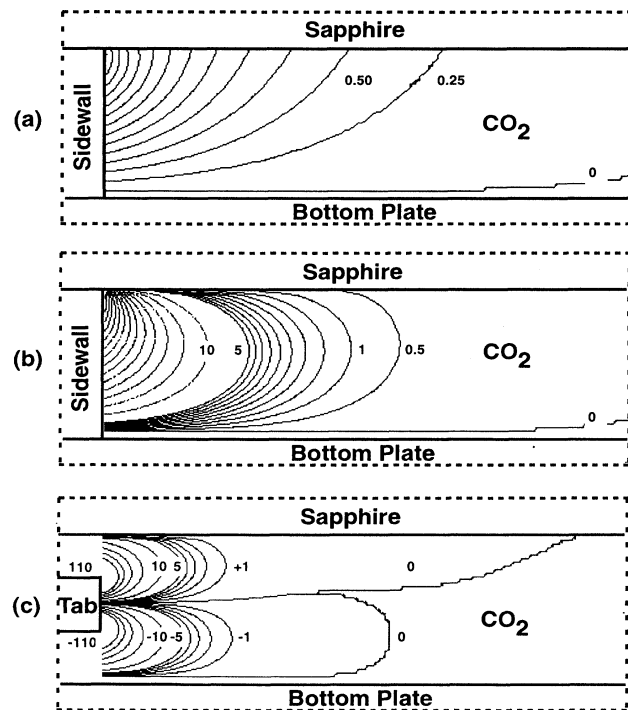 Sapphire
(a)
Sidewall
0.50
0.25
CO2
0
Bottom Plate
Sapphire
(b)
Sidewall
10
5
1
0.5
CO2
0
Bottom Plate
Sapphire
(c)
110
10
5
+1
0
Tab
CO2
-110
-10
-5
-1
0
Bottom Plate